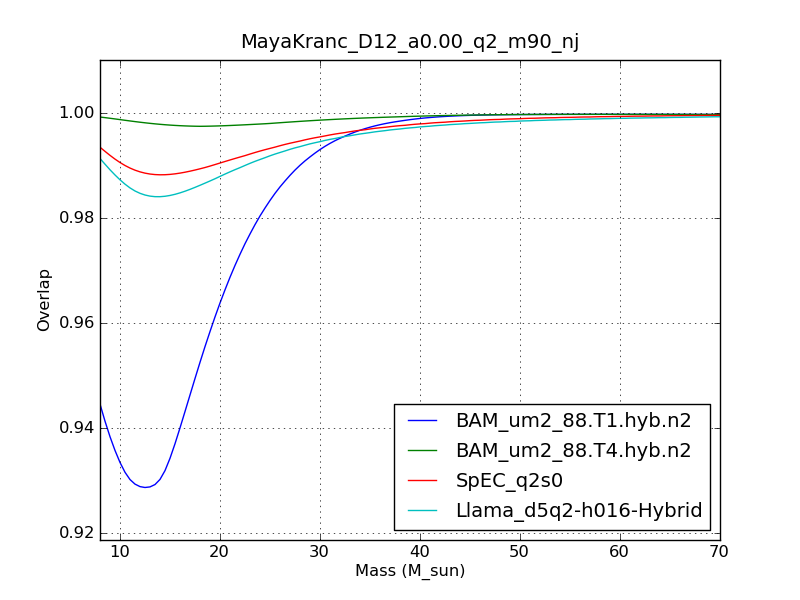 MayaKranc_D12_a0.00_q2_m90_nj
1.00
0.98
0.96
0.94
0.92
Overlap
BAM_um2_88.T1.hyb.n2
BAM_um2_88.T4.hyb.n2
SpEC_q2s0
Llama_d5q2-h016-Hybrid
10 20 30 40 50 60 70
Mass (M_sun)